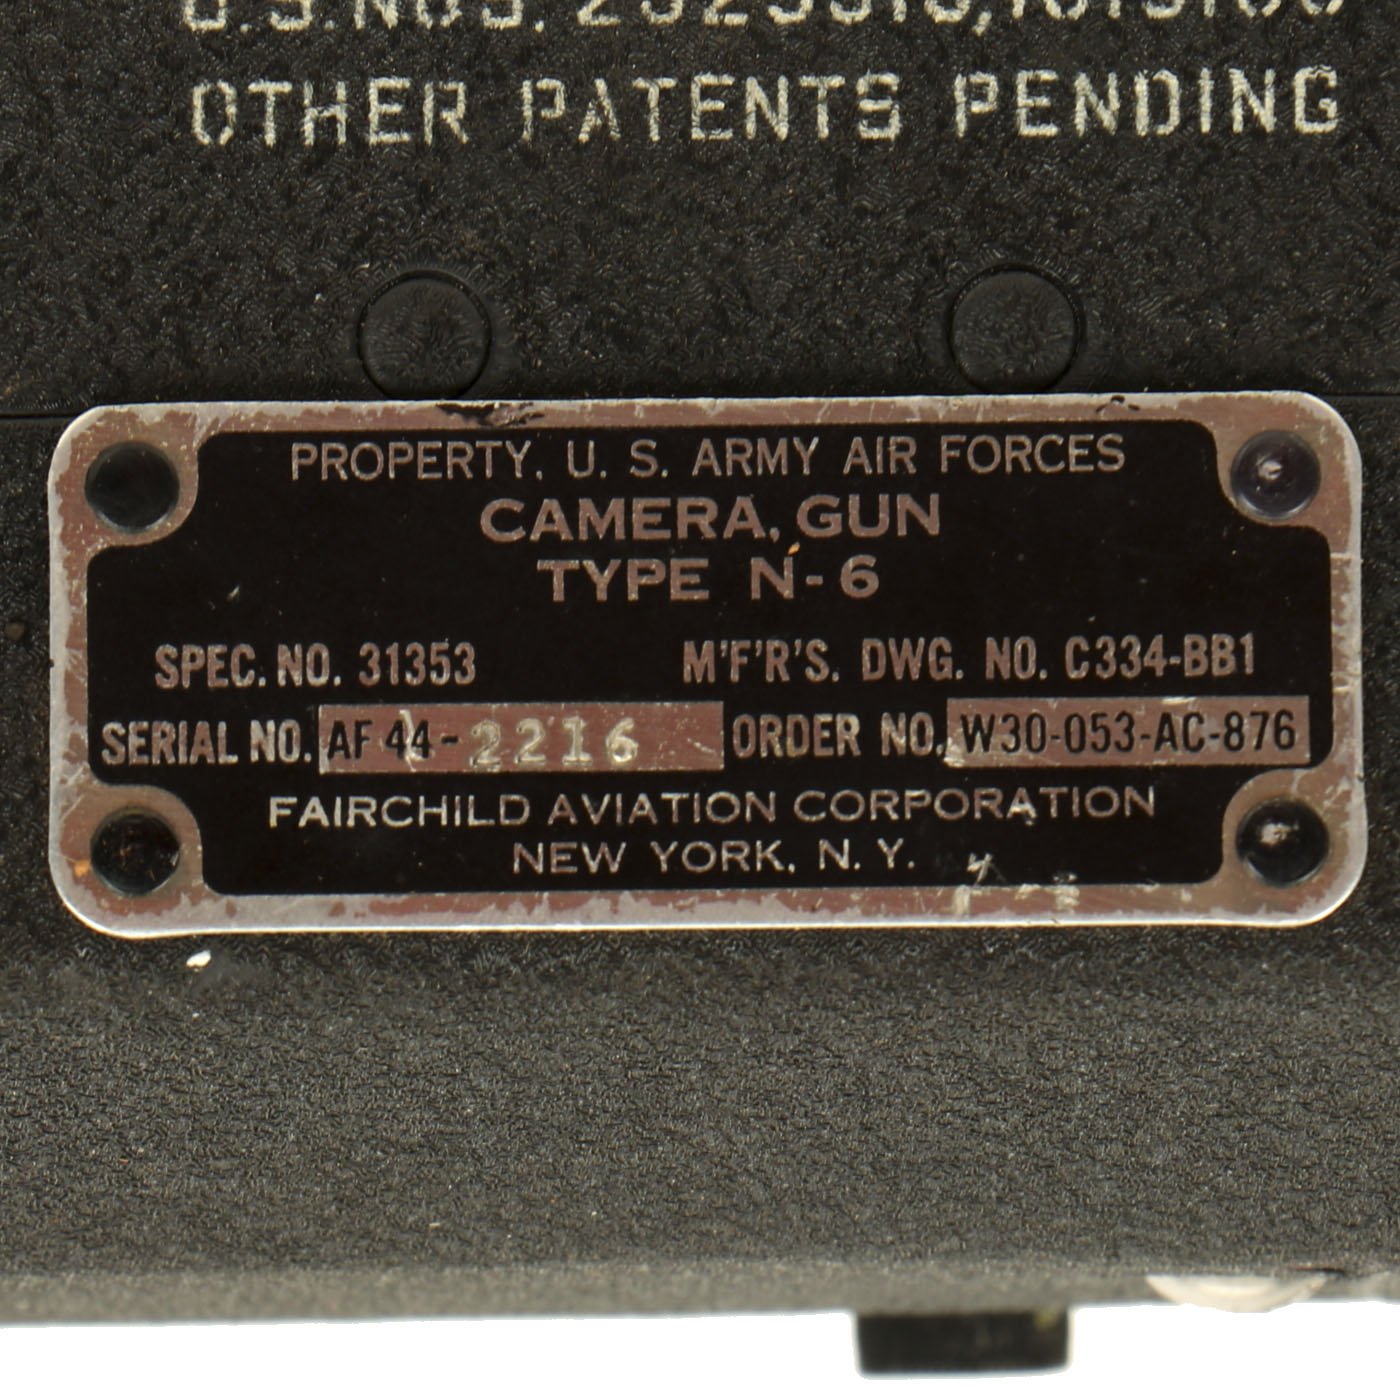 U.S. NOS.
OTHER PATENTS PENDING
PROPERTY, U. S. ARMY AIR FORCES
CAMERA, GUN
TYPE N-6
SPEC. NO. 31353 M'F'R'S. DWG. NO. C334-BB1
SERIAL NO. AF 44-2216 ORDER NO. W30-053-AC-876
FAIRCHILD AVIATION CORPORATION
NEW YORK, N. Y.